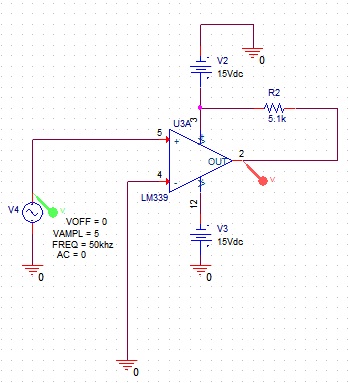 V2
0
15Vdc
R2
5.1k
U3A
3
5
+
OUT
2
4
-
LM339
V
V
12
V4
VOFF = 0
VAMPL = 5
FREQ = 50khz
AC = 0
V3
15Vdc
0
0
0